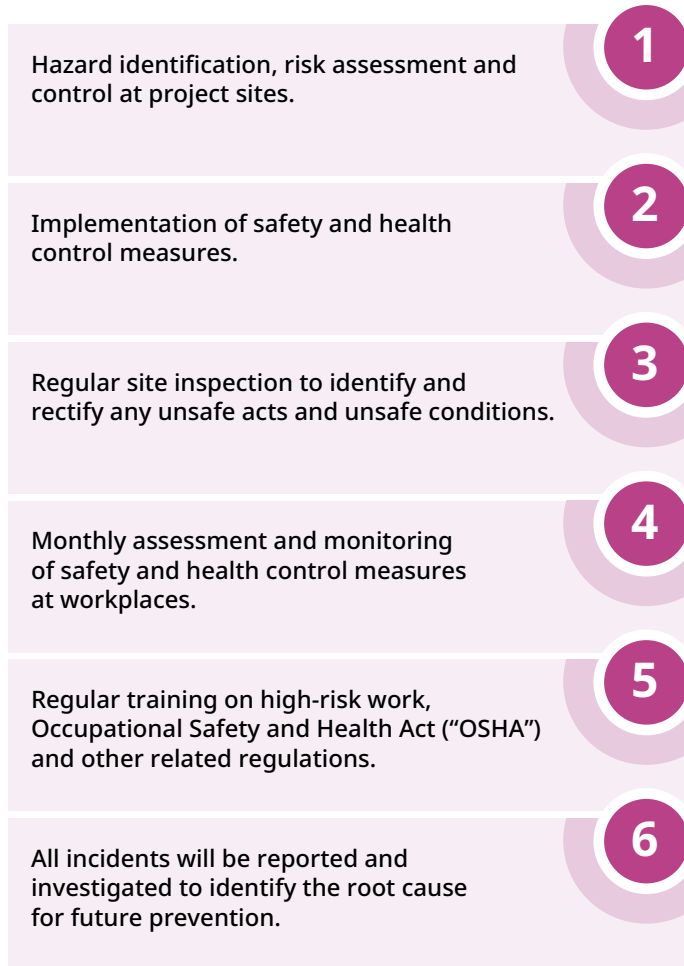 1
Hazard identification, risk assessment and
control at project sites.
2
Implementation of safety and health
control measures.
3
Regular site inspection to identify and
rectify any unsafe acts and unsafe conditions.
4
Monthly assessment and monitoring
of safety and health control measures
at workplaces.
5
Regular training on high-risk work,
Occupational Safety and Health Act (“OSHA”)
and other related regulations.
6
All incidents will be reported and
investigated to identify the root cause
for future prevention.